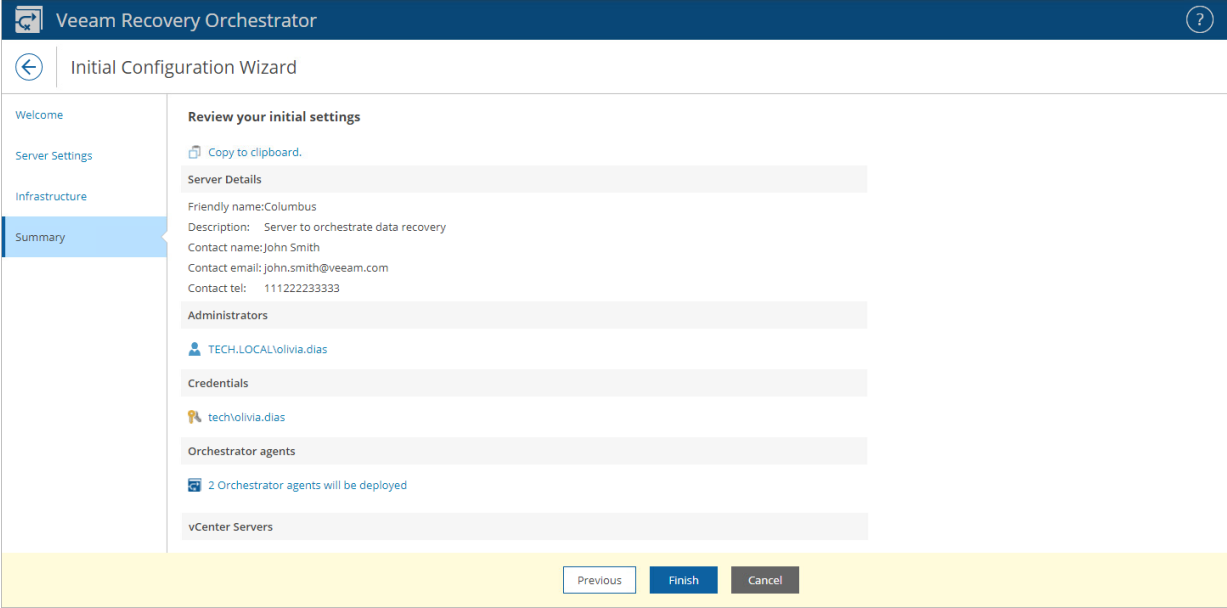 Veeam Recovery Orchestrator
?
Initial Configuration Wizard
Welcome
Server Settings
Infrastructure
Summary
Review your initial settings
Copy to clipboard.
Server Details
Friendly name:Columbus
Description: Server to orchestrate data recovery
Contact name:John Smith
Contact email: john.smith@veeam.com
Contact tel: 111222233333
Administrators
TECH.LOCAL\olivia.dias
Credentials
tech\olivia.dias
Orchestrator agents
2 Orchestrator agents will be deployed
vCenter Servers
Previous
Finish
Cancel